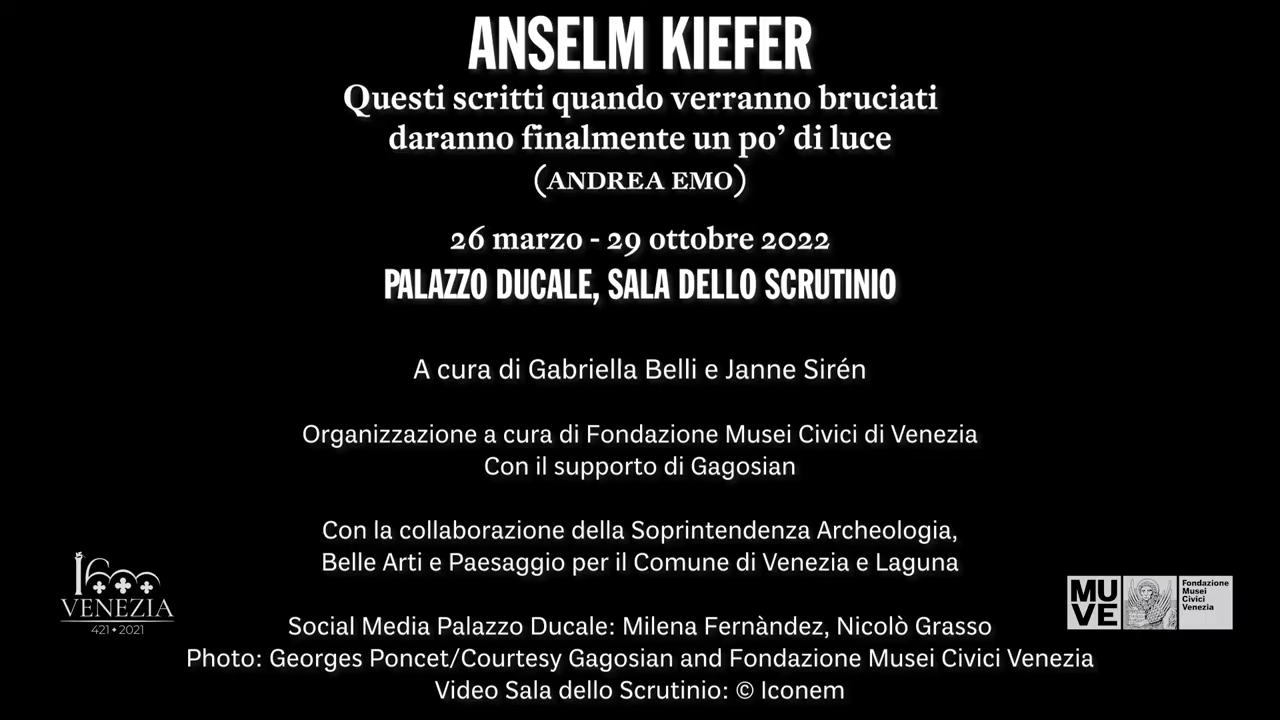 ANSELM KIEFER
Questi scritti quando verranno bruciati
daranno finalmente un po’ di luce
(ANDREA EMO)
26 marzo - 29 ottobre 2022
PALAZZO DUCALE, SALA DELLO SCRUTINIO
A cura di Gabriella Belli e Janne Sirén
Organizzazione a cura di Fondazione Musei Civici di Venezia
Con il supporto di Gagosian
Con la collaborazione della Soprintendenza Archeologia,
Belle Arti e Paesaggio per il Comune di Venezia e Laguna
1600
VENEZIA
421 • 2021
MU
VE
Fondazione
Musei
Civici
Venezia
Social Media Palazzo Ducale: Milena Fernàndez, Nicolò Grasso
Photo: Georges Poncet/Courtesy Gagosian and Fondazione Musei Civici Venezia
Video Sala dello Scrutinio: © Iconem